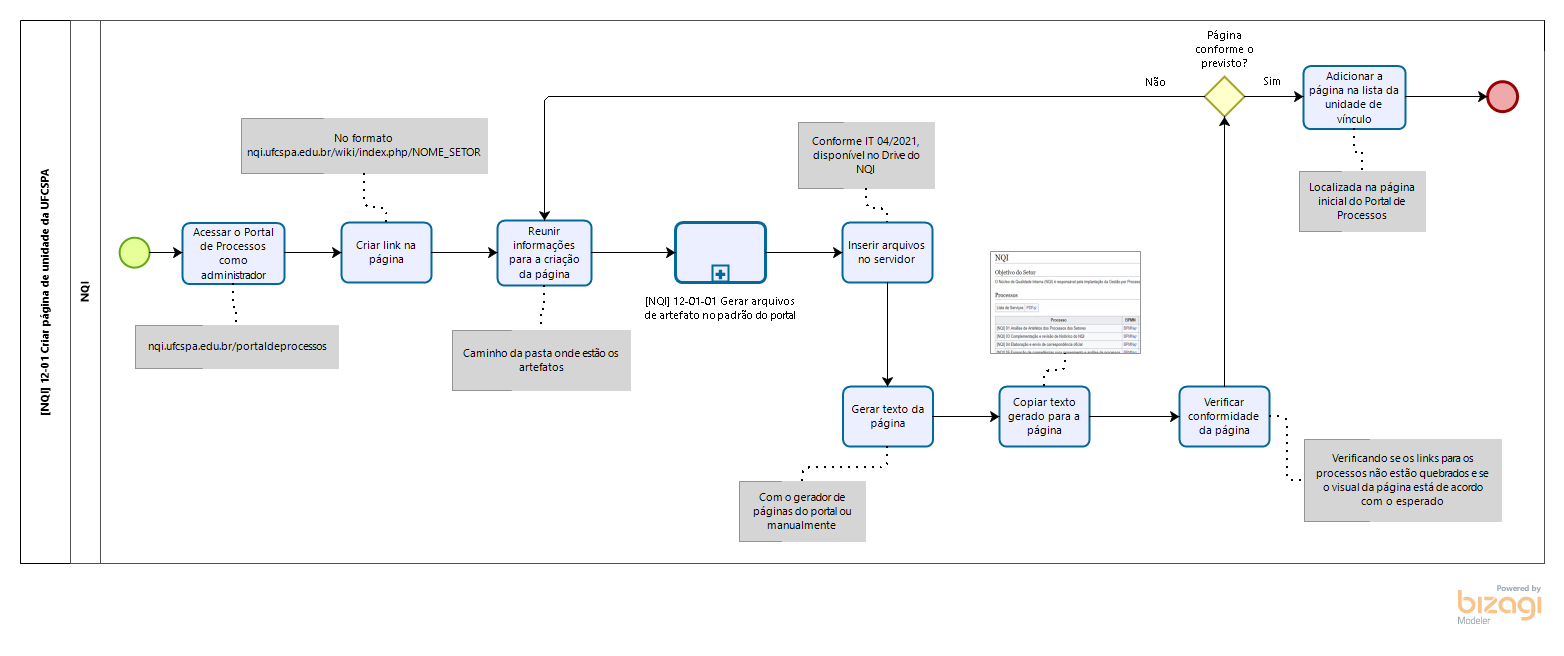 [NQI] 12-01 Criar página de unidade da UFCSPA
NQI
Acessar o Portal
de Processos
como
administrador
nqi.ufcspa.edu.br/portaldeprocessos
No formato
nqi.ufcspa.edu.br/wiki/index.php/NOME_SETOR
Criar link na
página
Reunir
informações
para a criação
da página
Caminho da pasta onde estão os
artefatos
[NQI] 12-01-01 Gerar arquivos
de artefato no padrão do portal
Conforme IT 04/2021,
disponível no Drive do
NQI
Inserir arquivos
no servidor
Gerar texto da
página
Com o gerador de
páginas do portal ou
manualmente
NQI
Objetivo do Setor
O Núcleo de Qualidade Interna (NQI) é responsável pela implantação da Gestão por Process
Processos
Lista de Serviços PDF
Processo BPMN
[NQI] 01 Análise de Artefatos dos Processos dos Setores BPMN
[NQI] 03 Complementação e revisão de histórico do NQI BPMN
[NQI] 04 Elaboração e envio de correspondência oficial BPMN
Copiar texto
gerado para a
página
Verificar
conformidade
da página
Verificando se os links para os
processos não estão quebrados e se
o visual da página está de acordo
com o esperado
Página
conforme o
previsto?
Não
Sim
Adicionar a
página na lista da
unidade de
vínculo
Localizada na página
inicial do Portal de
Processos
Powered by
bizagi
Modeler